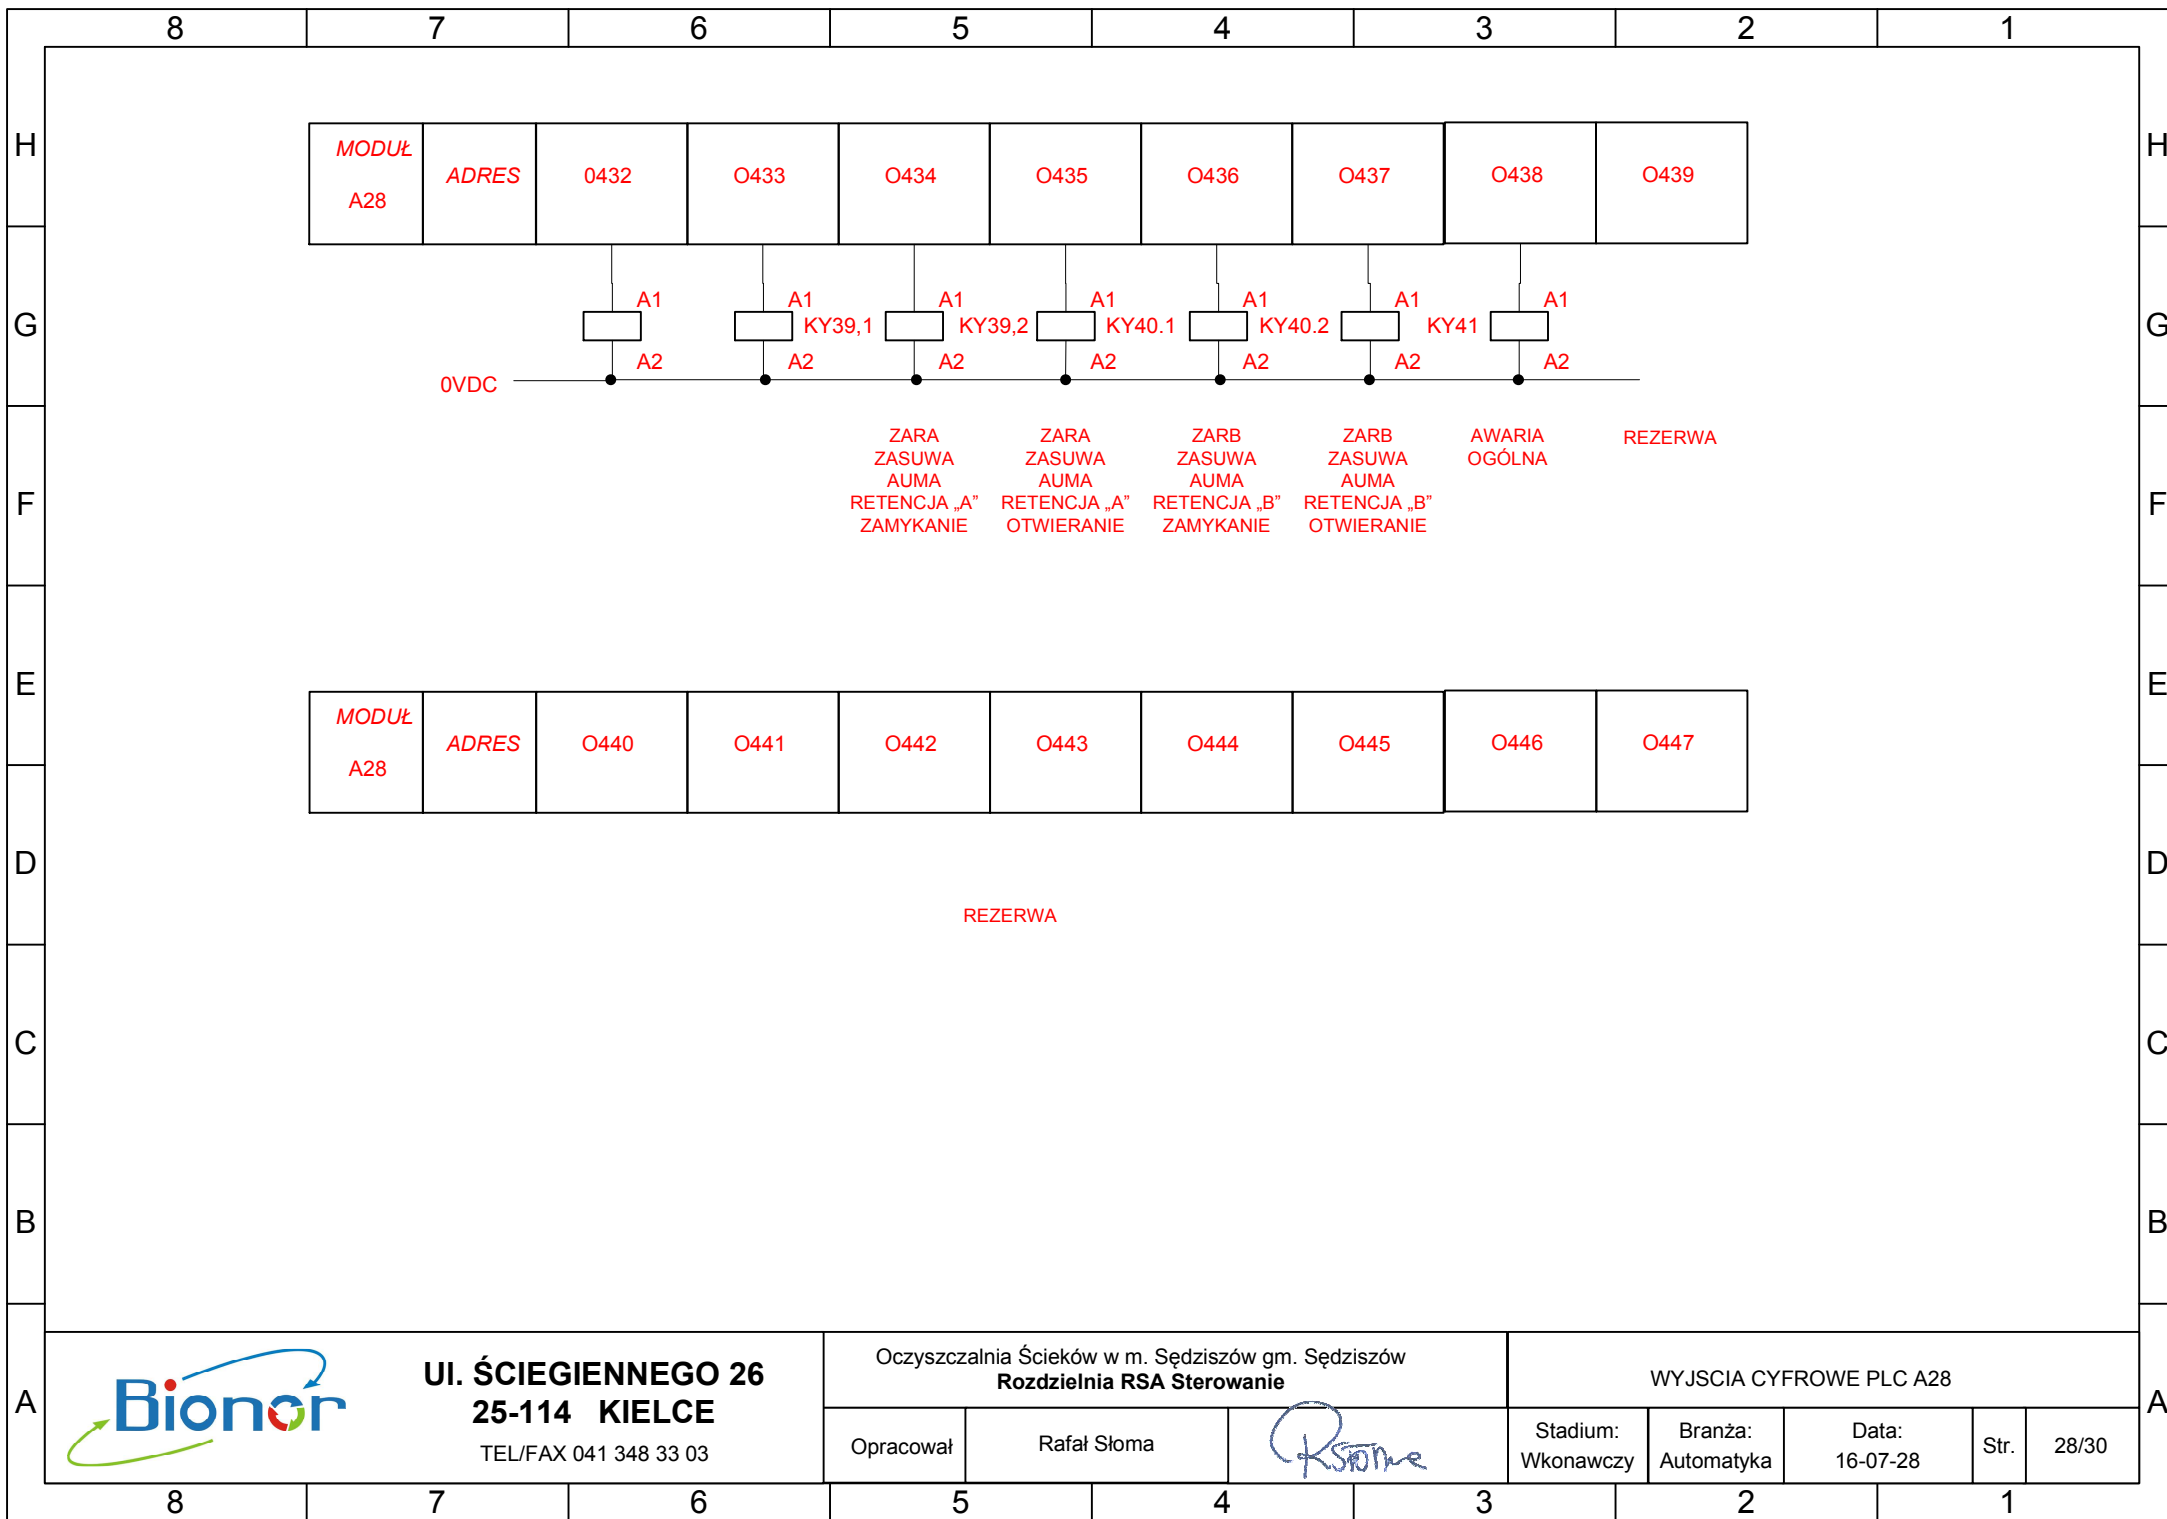 8 7 6 5 4 3 2 1
H H
MODUŁ
A28
ADRES 0432 O433 O434 O435 O436 O437 O438 O439
G G
A1 A1 A1 A1 A1 A1 A1
KY39,1 KY39,2 KY40.1 KY40.2 KY41
A2 A2 A2 A2 A2 A2 A2
0VDC
ZARA
ZASUWA
AUMA
RETENCJA „A”
ZAMYKANIE
ZARA
ZASUWA
AUMA
RETENCJA „A”
OTWIERANIE
ZARB
ZASUWA
AUMA
RETENCJA „B”
ZAMYKANIE
ZARB
ZASUWA
AUMA
RETENCJA „B”
OTWIERANIE
AWARIA
OGÓLNA
REZERWA
F F
E E
MODUŁ
A28
ADRES O440 O441 O442 O443 O444 O445 O446 O447
D D
REZERWA
C C
B B
A A
Bionor
Ul. ŚCIEGIENNEGO 26
25-114 KIELCE
TEL/FAX 041 348 33 03
Oczyszczalnia Ścieków w m. Sędziszów gm. Sędziszów
Rozdzielnia RSA Sterowanie
Opracował
Rafał Słoma
RSłoma
WYJSCIA CYFROWE PLC A28
Stadium:
Wkonawczy
Branża:
Automatyka
Data:
16-07-28
Str.
28/30
8 7 6 5 4 3 2 1